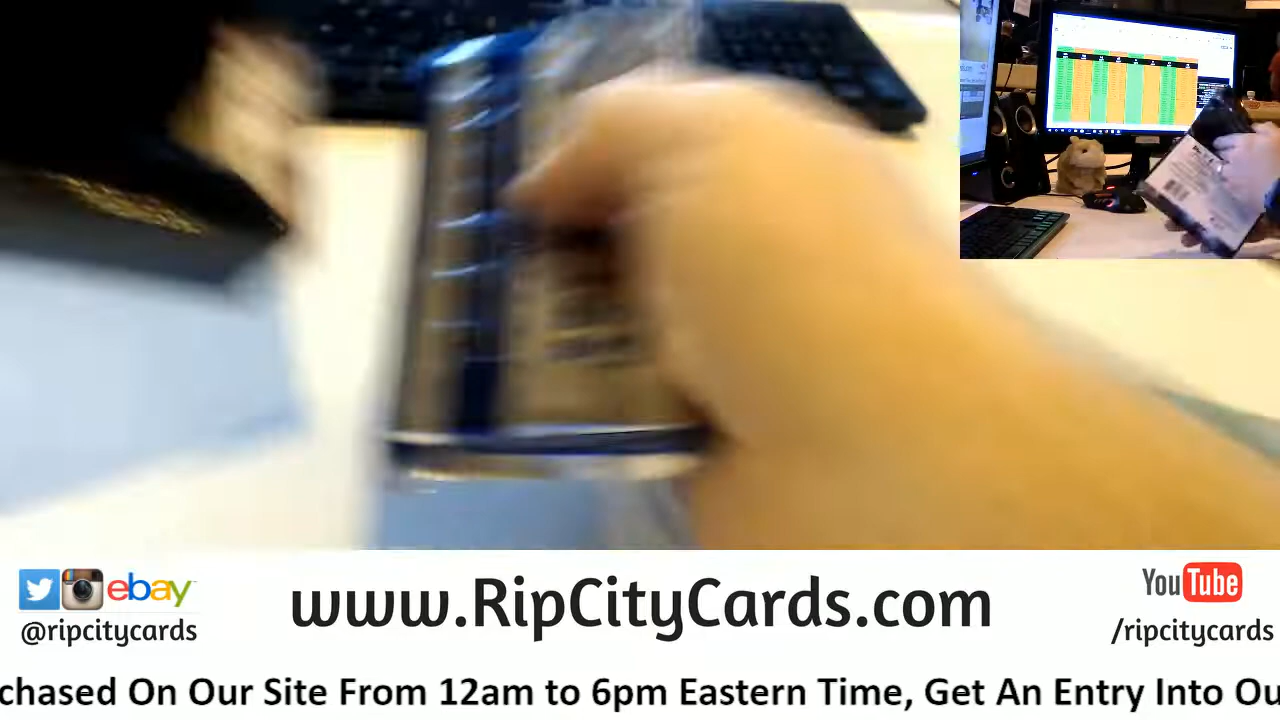 ebay
@ripcitycards
www.RipCityCards.com
YouTube
/ripcitycards
chased On Our Site From 12am to 6pm Eastern Time, Get An Entry Into Ou